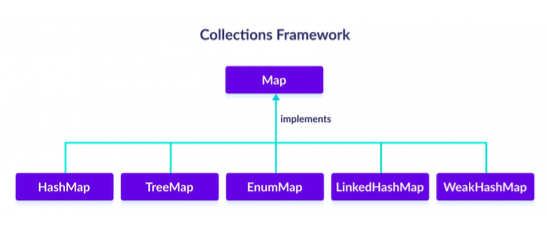 Collections Framework
Map
implements
HashMap
TreeMap
EnumMap
LinkedHashMap
WeakHashMap